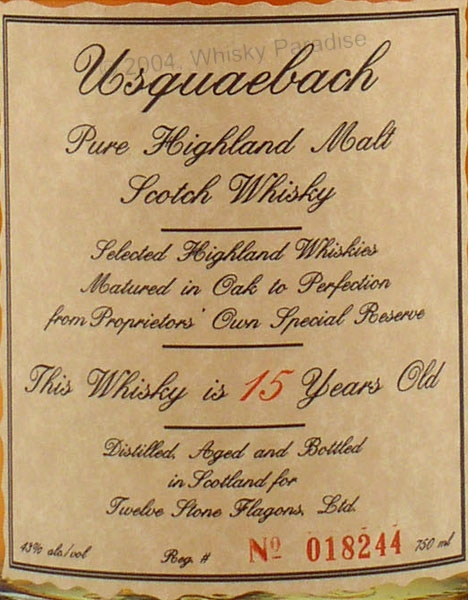 © 2004, Whisky Paradise
Usquaebach
Pure Highland Malt
Scotch Whisky
Selected Highland Whiskies
Matured in Oak to Perfection
from Proprietors' Own Special Reserve
This Whisky is 15 Years Old
Distilled, Aged and Bottled
in Scotland for
Twelve Stone Flagons, Ltd.
43% alc/vol Reg. # Nº 018244 750 ml